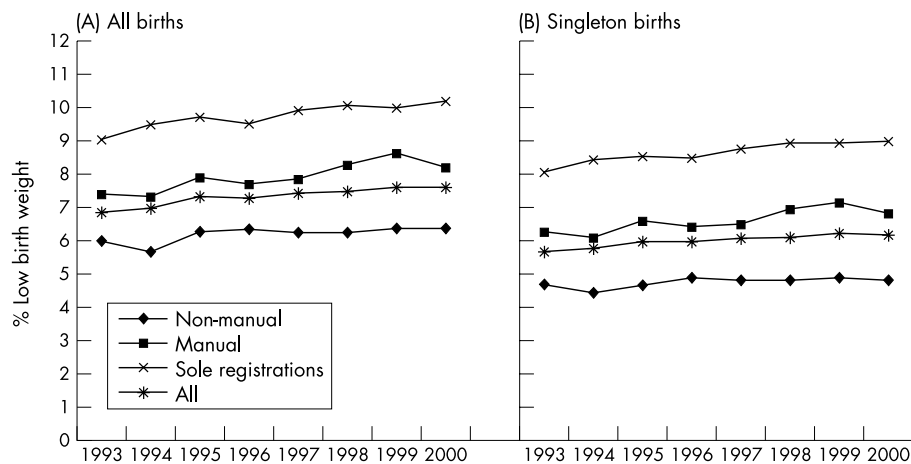 (A) All births
(B) Singleton births
12
11
10
9
8
7
6
5
4
3
2
1
0
% Low birth weight
Non-manual
Manual
Sole registrations
All
1993 1994 1995 1996 1997 1998 1999 2000
1993 1994 1995 1996 1997 1998 1999 2000